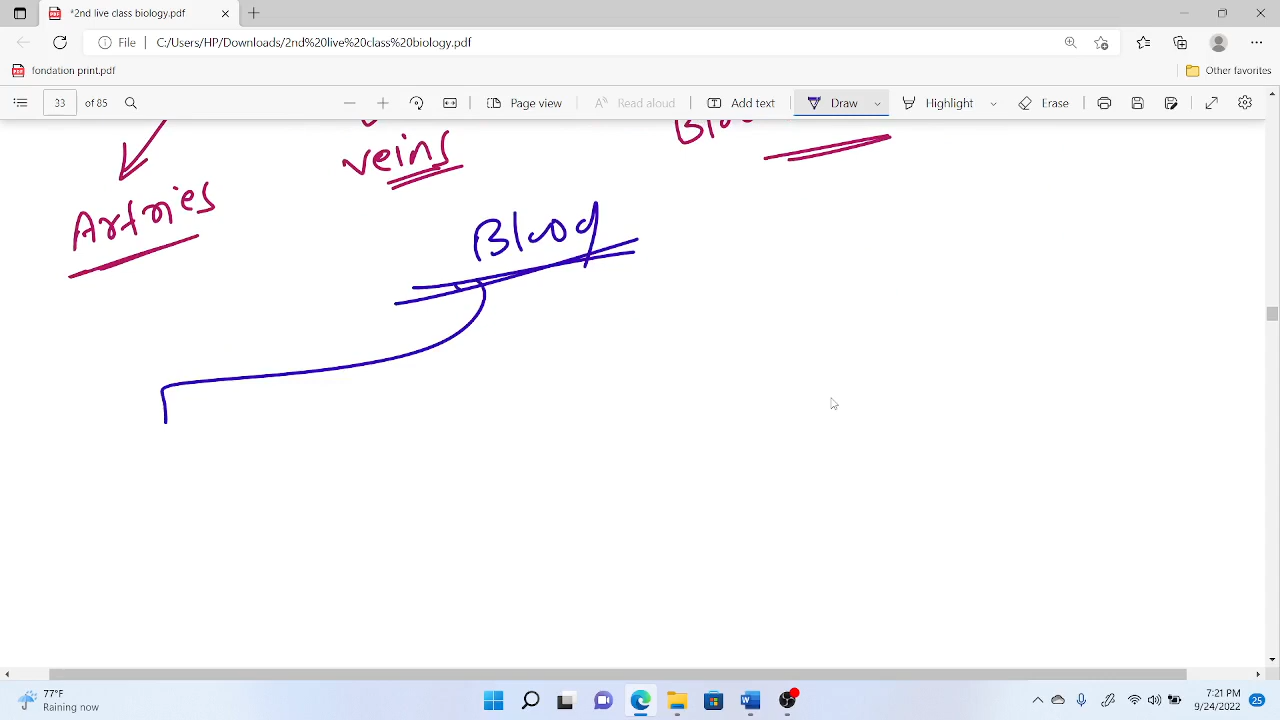 *2nd live class biology.pdf
File C:/Users/HP/Downloads/2nd%20live%20class%20biology.pdf
fondation print.pdf Other favorites
33 of 85 Page view Read aloud Add text Draw Highlight Erase
veins
Artries
Blood
77°F
Raining now
7:21 PM
9/24/2022
25